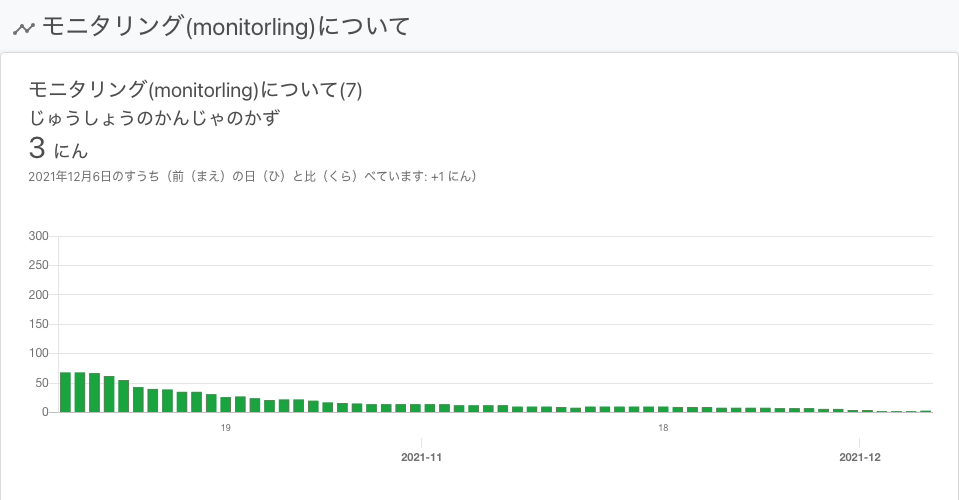 モニタリング(monitorling)について
モニタリング(monitorling)について(7)
じゅうしょうのかんじゃのかず
3 にん
2021年12月6日のすうち（前（まえ）の日（ひ）と比（くら）べています: +1 にん）
300
250
200
150
100
50
0
19 18
2021-11 2021-12